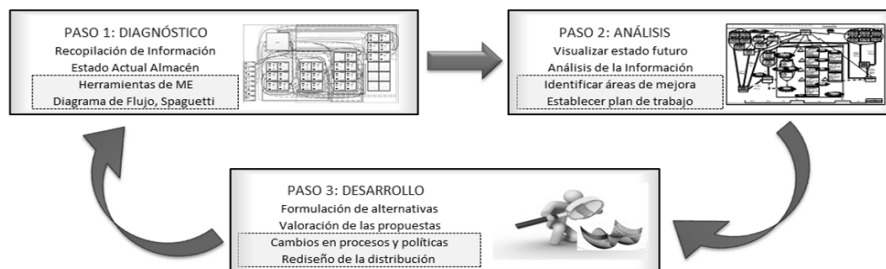 PASO 1: DIAGNÓSTICO
Recopilación de Información
Estado Actual Almacén
Herramientas de ME
Diagrama de Flujo, Spaguetti
PASO 2: ANÁLISIS
Visualizar estado futuro
Análisis de la Información
Identificar áreas de mejora
Establecer plan de trabajo
PASO 3: DESARROLLO
Formulación de alternativas
Valoración de las propuestas
Cambios en procesos y políticas
Rediseño de la distribución